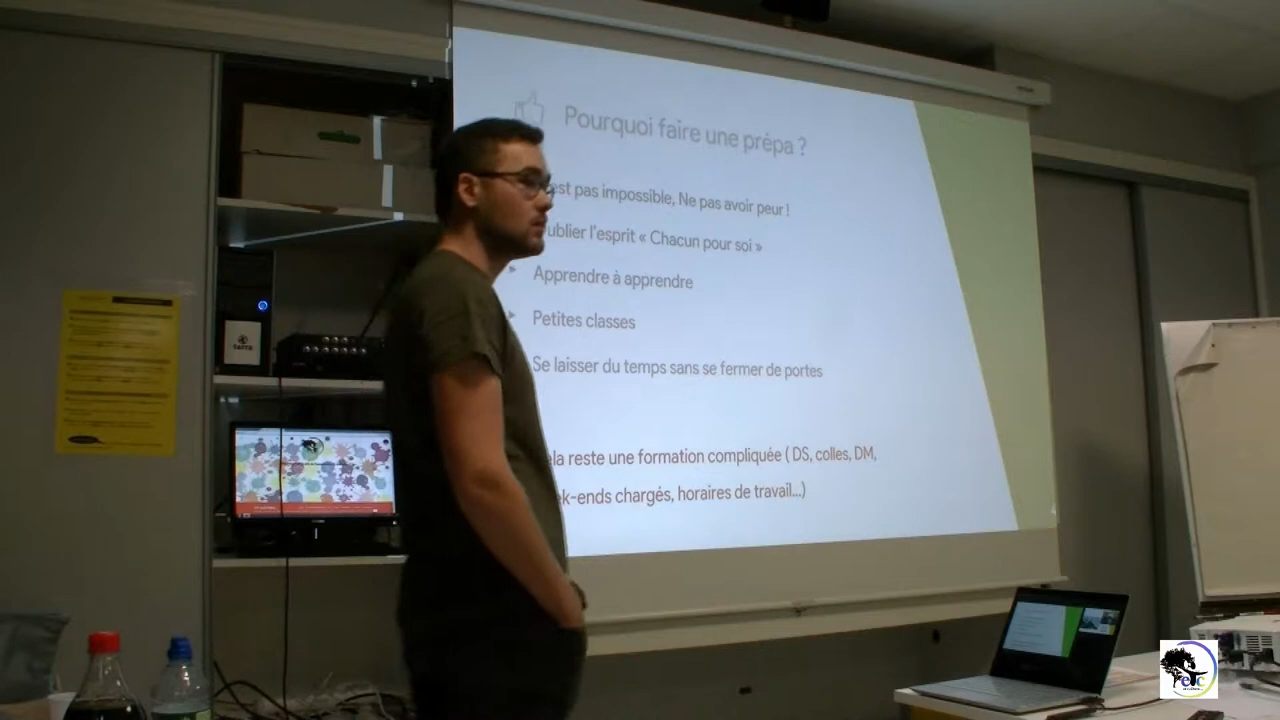 Pourquoi faire une prépa ?
est pas impossible, Ne pas avoir peur !
ublier l'esprit « Chacun pour soi »
Apprendre à apprendre
Petites classes
Se laisser du temps sans se fermer de portes
ela reste une formation compliquée ( DS, colles, DM,
k-ends chargés, horaires de travail...)
terra